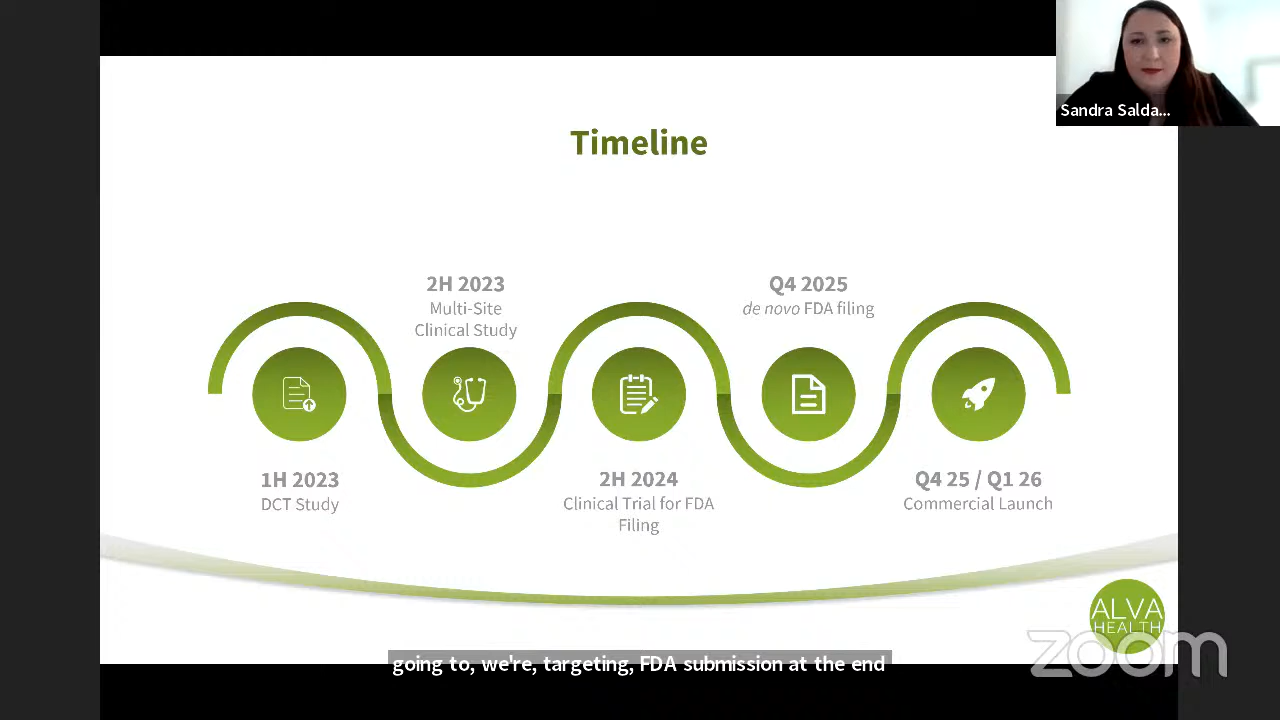 Sandra Salda...
Timeline
2H 2023
Multi-Site
Clinical Study
Q4 2025
de novo FDA filing
1H 2023
DCT Study
2H 2024
Clinical Trial for FDA
Filing
Q4 25 / Q1 26
Commercial Launch
ALVA
HEALTH
zoom
going to, we're, targeting, FDA submission at the end